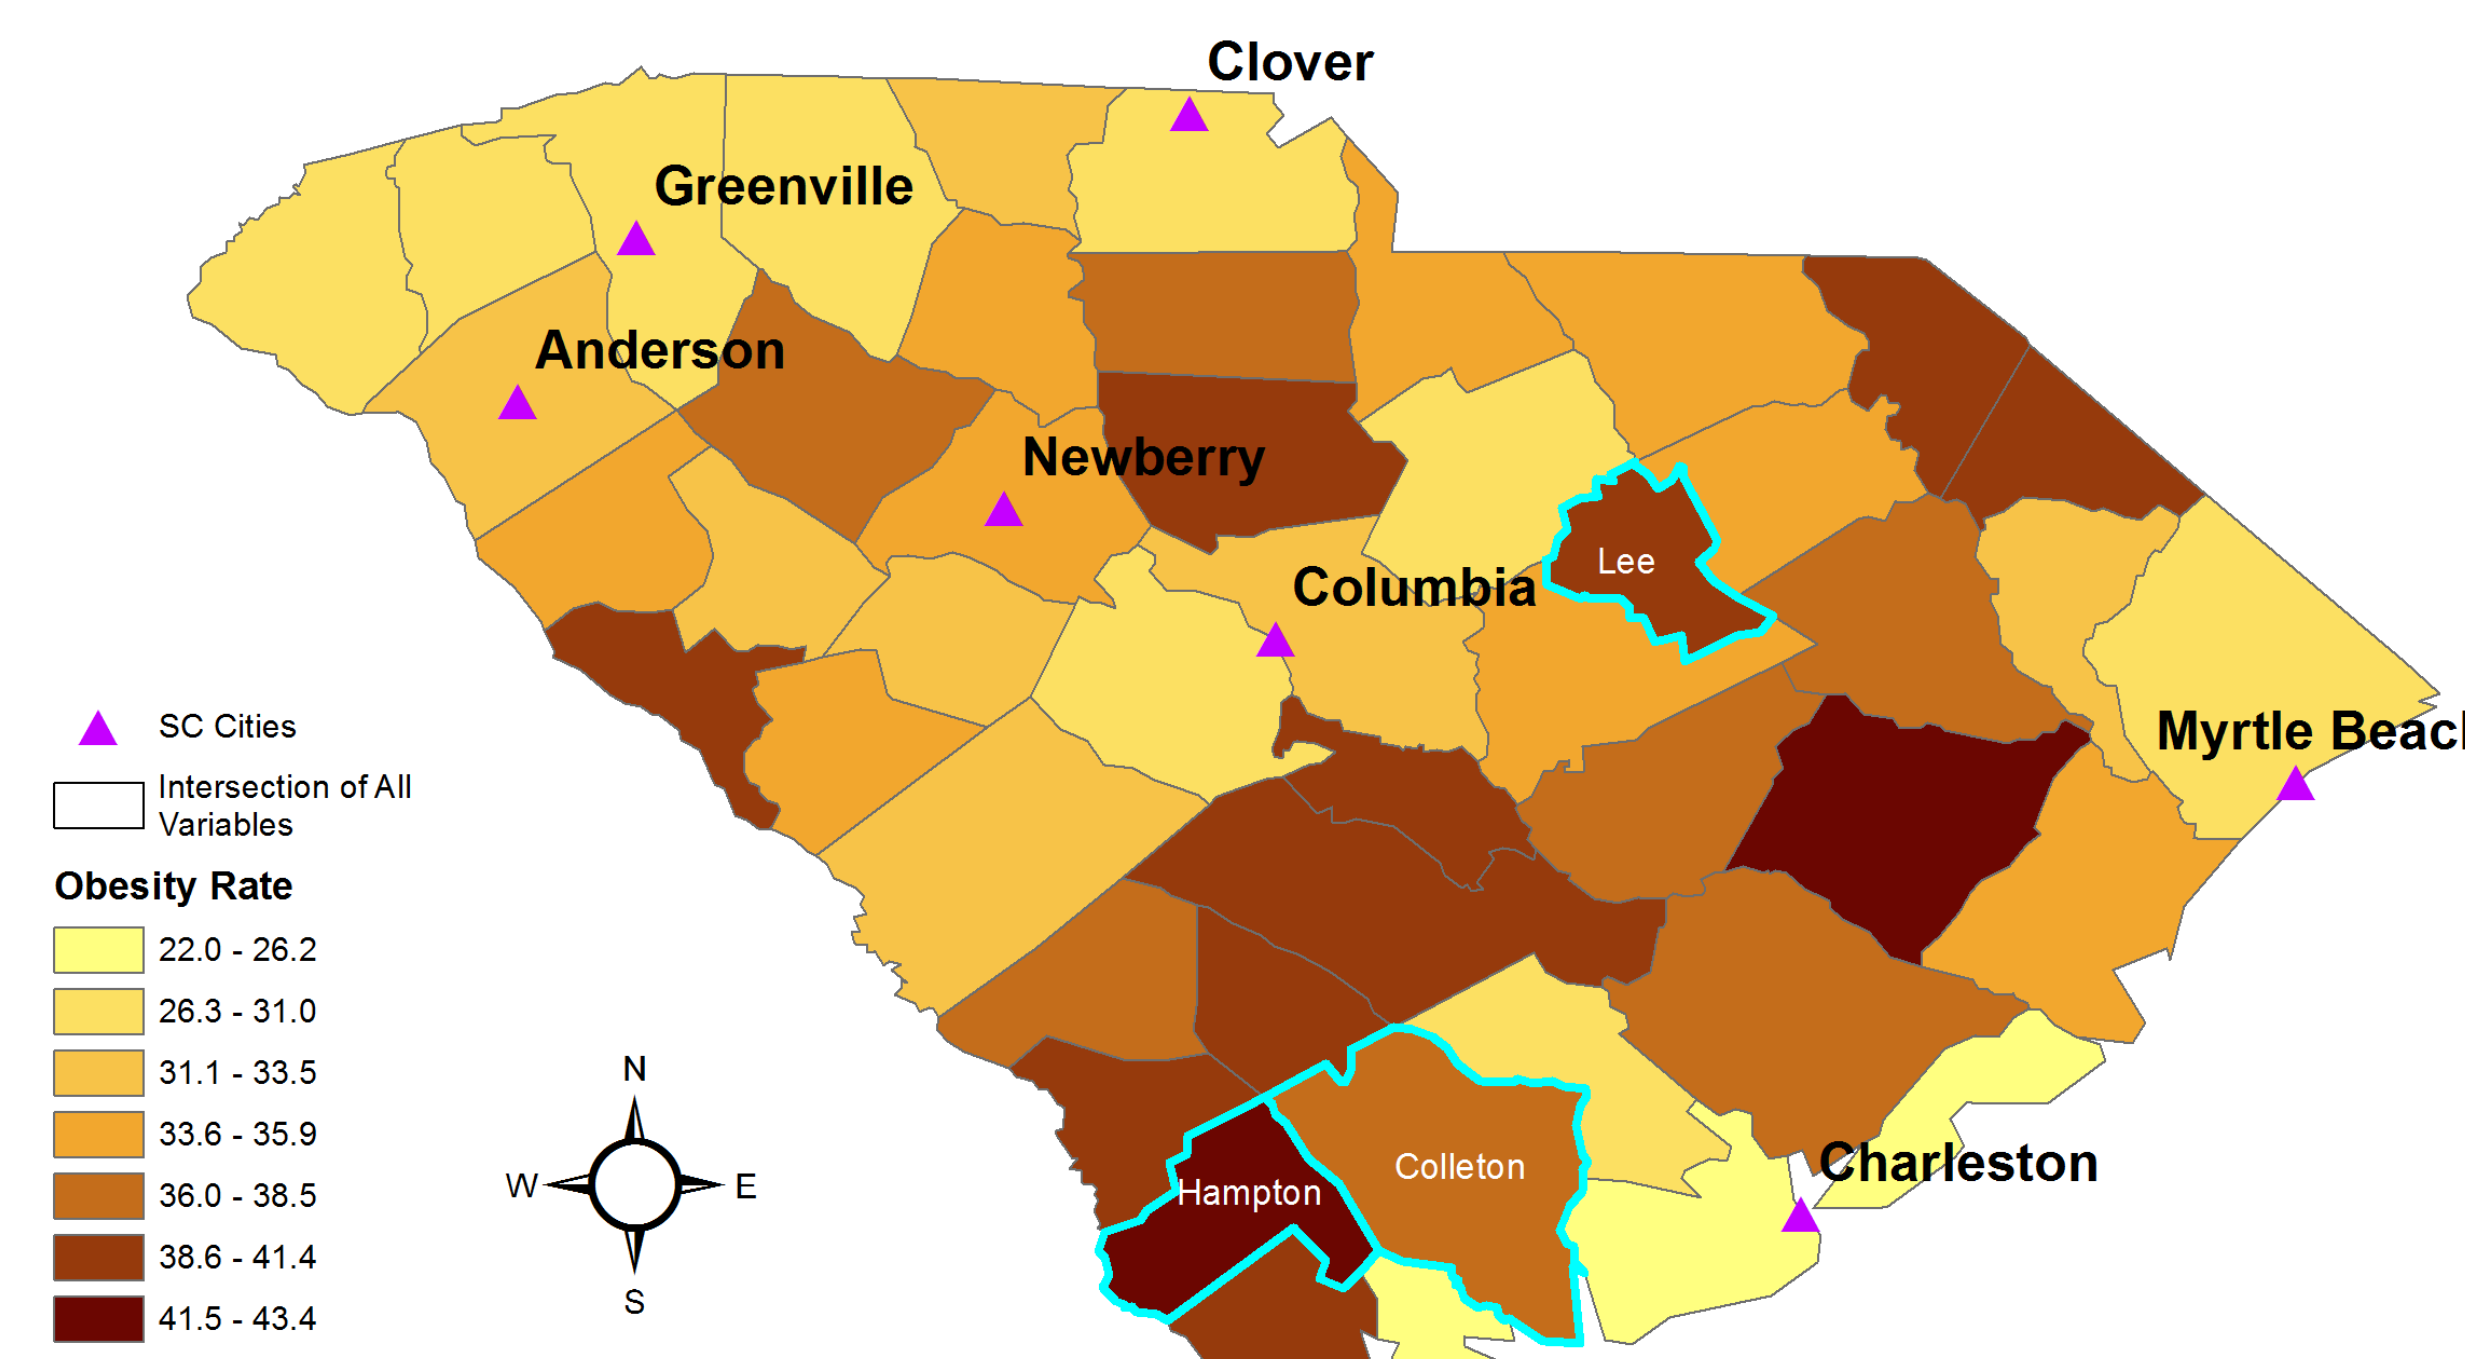 Clover
Greenville
Anderson
Newberry
Columbia
Lee
Myrtle Beac
Charleston
Colleton
Hampton
SC Cities
Intersection of All
Variables
Obesity Rate
22.0 - 26.2
26.3 - 31.0
31.1 - 33.5
33.6 - 35.9
36.0 - 38.5
38.6 - 41.4
41.5 - 43.4
N
W
E
S